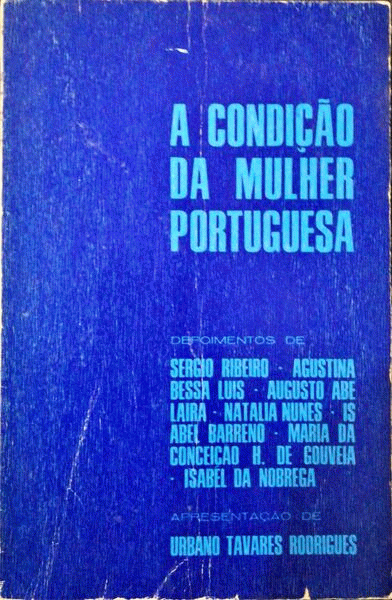 A CONDIÇÃO
DA MULHER
PORTUGUESA
DEPOIMENTOS DE
SERGIO RIBEIRO · AGUSTINA
BESSA LUIS · AUGUSTO ABE
LAIRA · NATALIA NUNES · IS
ABEL BARRENO · MARIA DA
CONCEIÇAO H. DE GOUVEIA
· ISABEL DA NOBREGA
APRESENTAÇÃO DE
URBANO TAVARES RODRIGUES